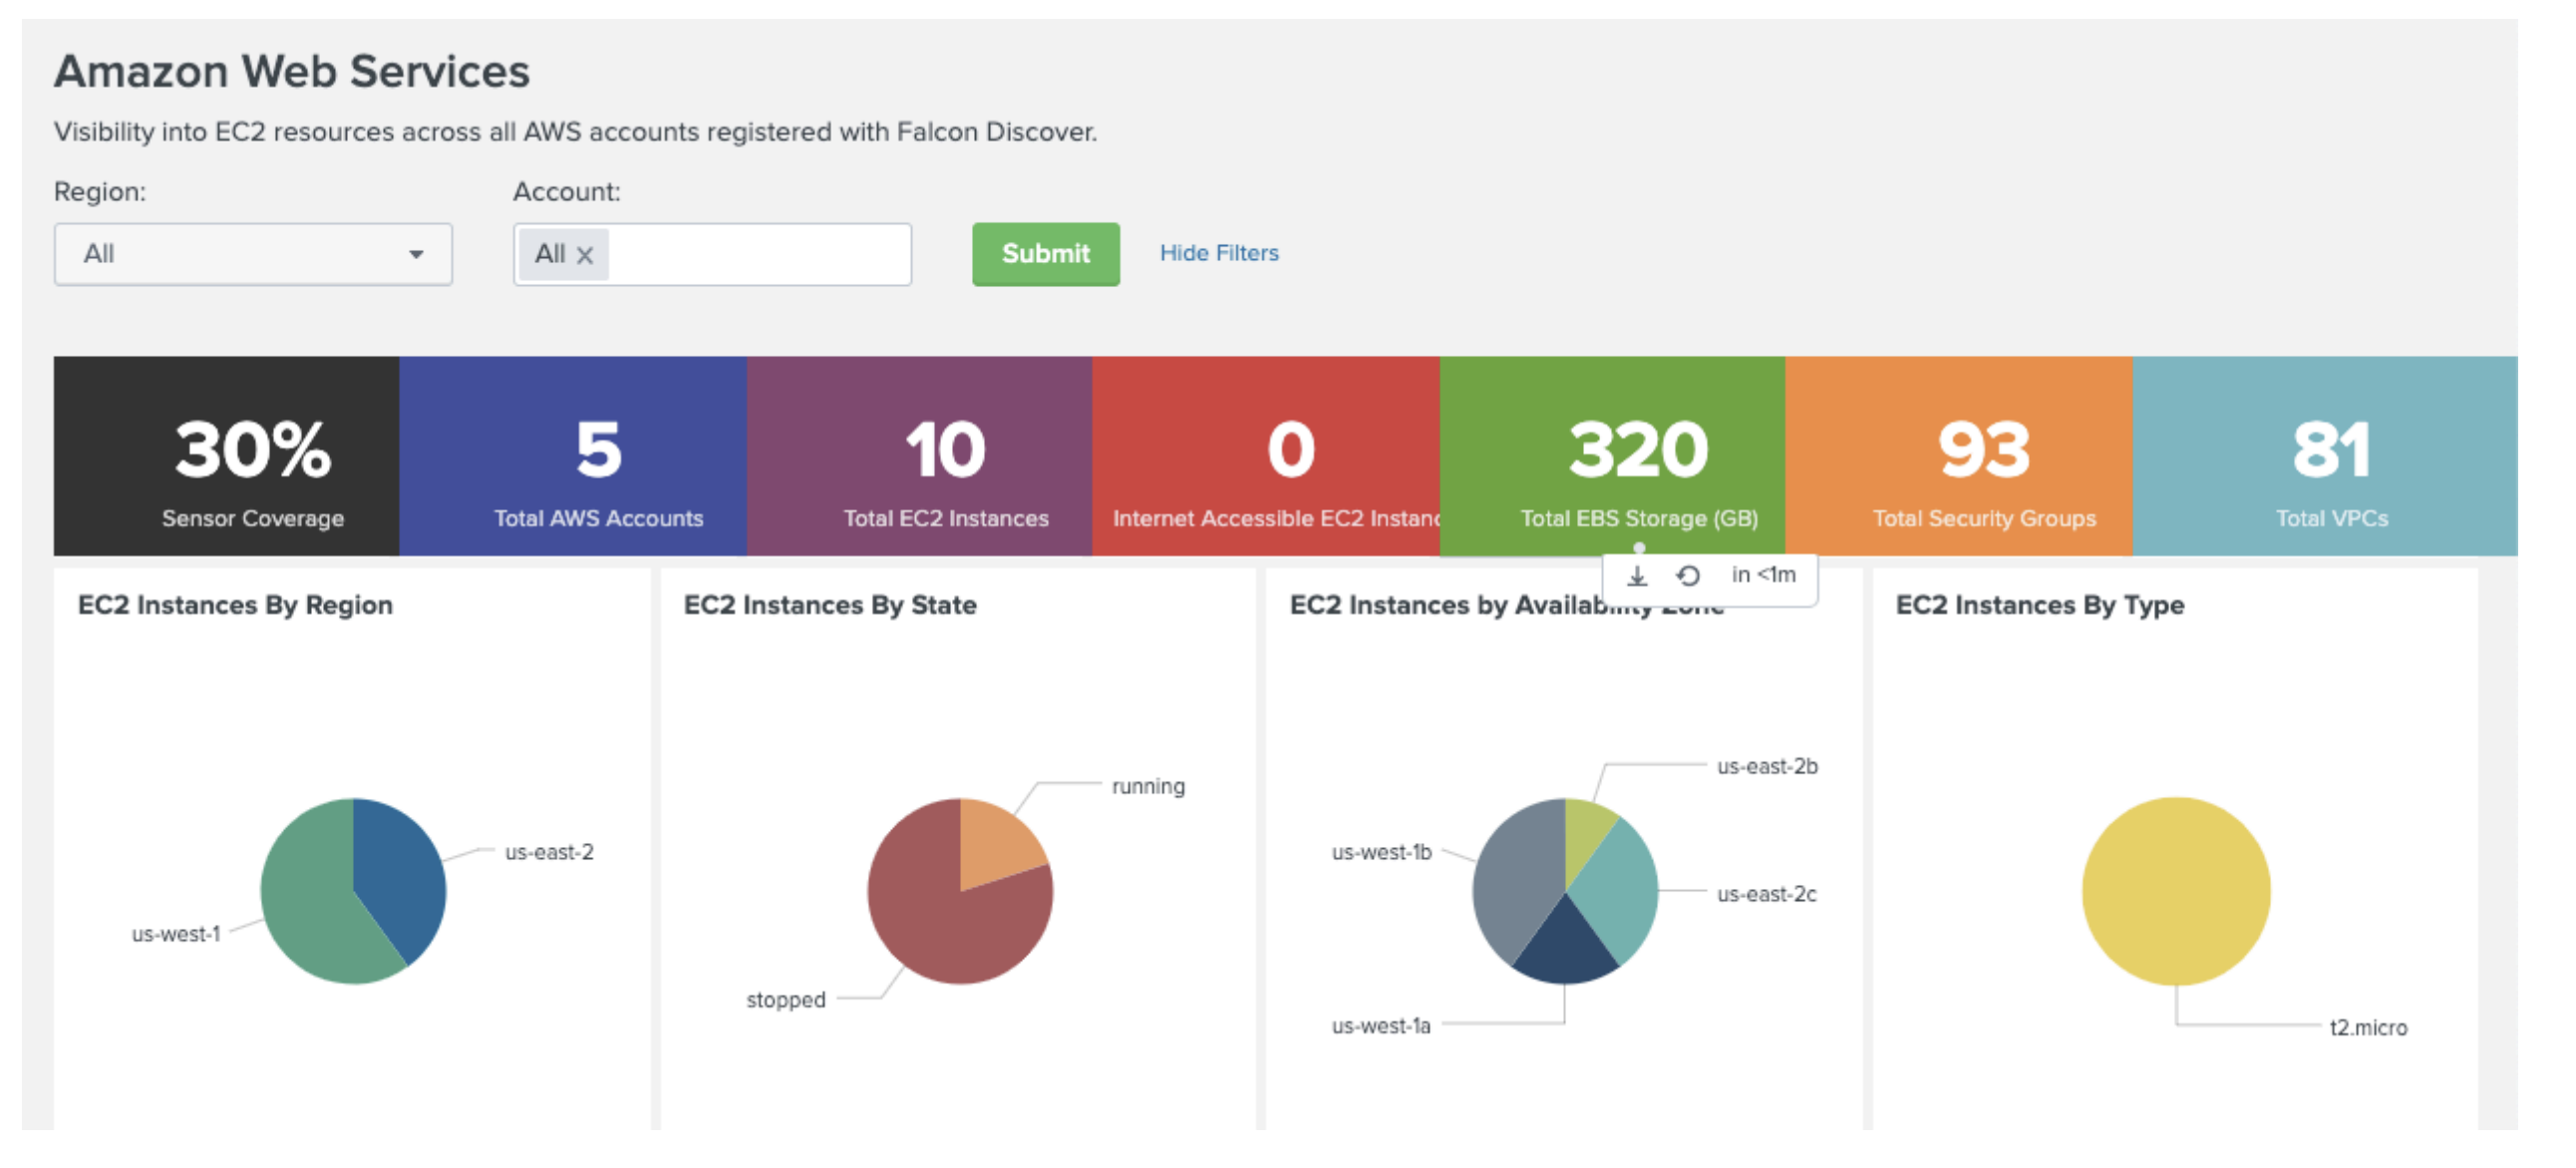 Amazon Web Services
Visibility into EC2 resources across all AWS accounts registered with Falcon Discover.
Region: Account:
All All × Submit Hide Filters
30% 5 10 0 320 93 81
Sensor Coverage Total AWS Accounts Total EC2 Instances Internet Accessible EC2 Instanc Total EBS Storage (GB) Total Security Groups Total VPCs
in <1m
EC2 Instances By Region EC2 Instances By State EC2 Instances by Availability Zone EC2 Instances By Type
us-east-2
us-west-1
running
stopped
us-east-2b
us-west-1b
us-east-2c
us-west-1a
t2.micro